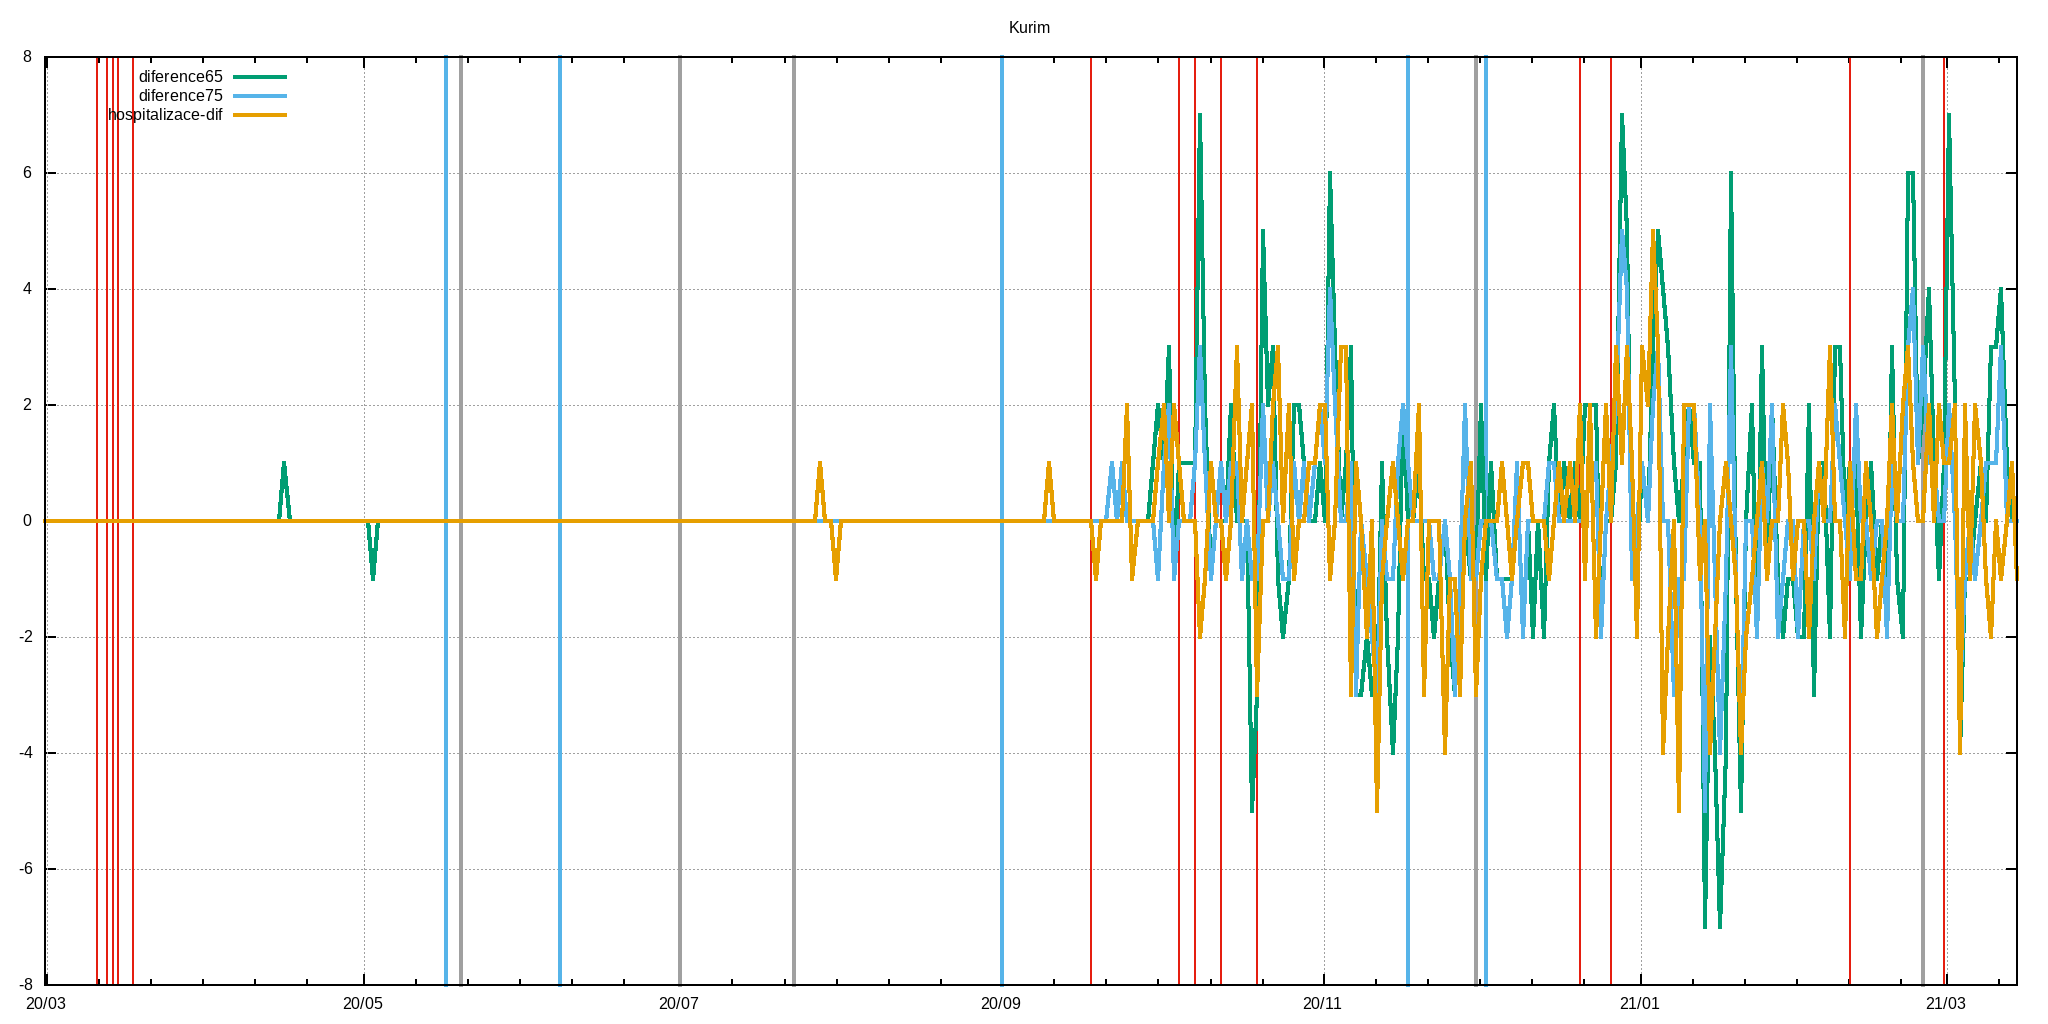 Kurim
8
diference65
diference75
hospitalizace-dif
6
4
2
0
-2
-4
-6
-8
20/03 20/05 20/07 20/09 20/11 21/01 21/03